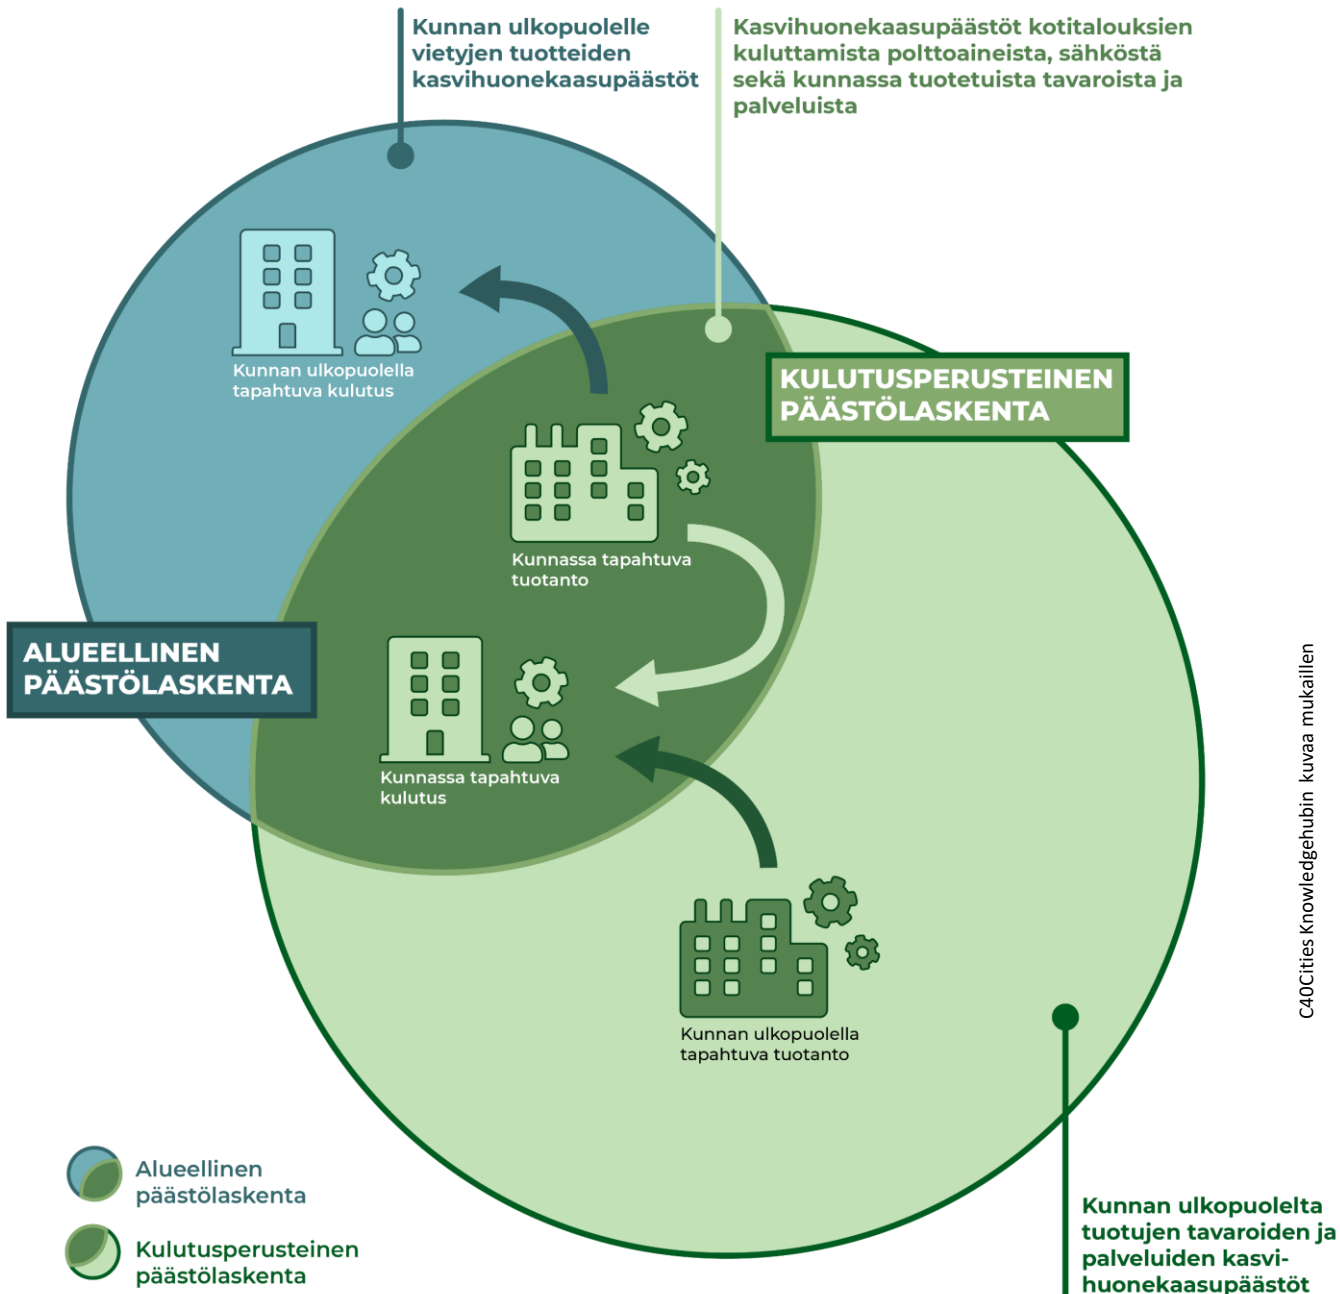 Kunnan ulkopuolelle
vietyjen tuotteiden
kasvihuonekaasupäästöt
Kasvihuonekaasupäästöt kotitalouksien
kuluttamista polttoaineista, sähköstä
sekä kunnassa tuotetuista tavaroista ja
palveluista
Kunnan ulkopuolella
tapahtuva kulutus
KULUTUSPERUSTEINEN
PÄÄSTÖLASKENTA
Kunnassa tapahtuva
tuotanto
ALUEELLINEN
PÄÄSTÖLASKENTA
Kunnassa tapahtuva
kulutus
Kunnan ulkopuolella
tapahtuva tuotanto
C40Cities Knowledgehubin kuvaa mukaillen
Alueellinen
päästölaskenta
Kulutusperusteinen
päästölaskenta
Kunnan ulkopuolelta
tuotujen tavaroiden ja
palveluiden kasvi-
huonekaasupäästöt